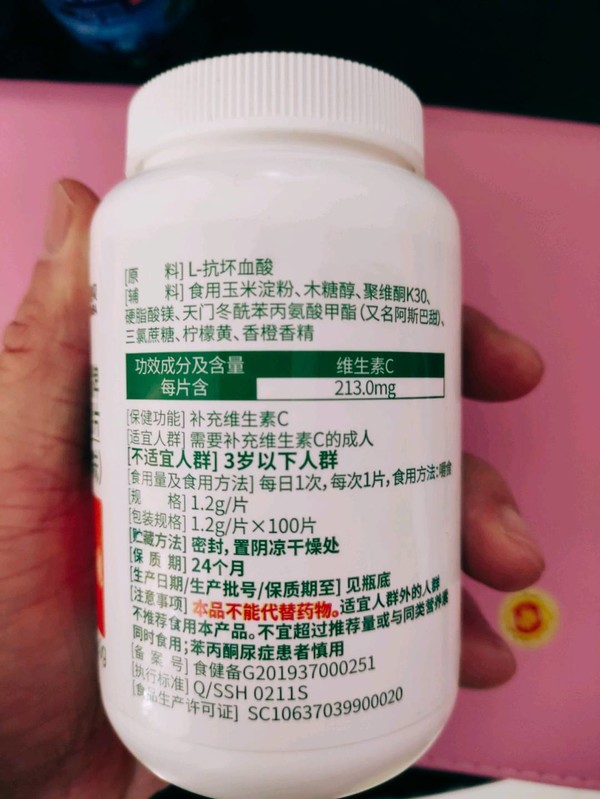 [原 料] L-抗坏血酸
[辅 料] 食用玉米淀粉、木糖醇、聚维酮K30、
硬脂酸镁、天门冬酰苯丙氨酸甲酯(又名阿斯巴甜)、
三氯蔗糖、柠檬黄、香橙香精
功效成分及含量 维生素C
每片含 213.0mg
[保健功能] 补充维生素C
[适宜人群] 需要补充维生素C的成人
[不适宜人群] 3岁以下人群
[食用量及食用方法] 每日1次，每次1片，食用方法：嚼食
[规 格] 1.2g/片
[包装规格] 1.2g/片×100片
[贮藏方法] 密封，置阴凉干燥处
[保 质 期] 24个月
[生产日期/生产批号/保质期至] 见瓶底
[注意事项] 本品不能代替药物。适宜人群外的人群
不推荐食用本产品。不宜超过推荐量或与同类营养素
同时食用；苯丙酮尿症患者慎用
[备 案 号] 食健备G201937000251
[执行标准] Q/SSH 0211S
[食品生产许可证] SC10637039900020